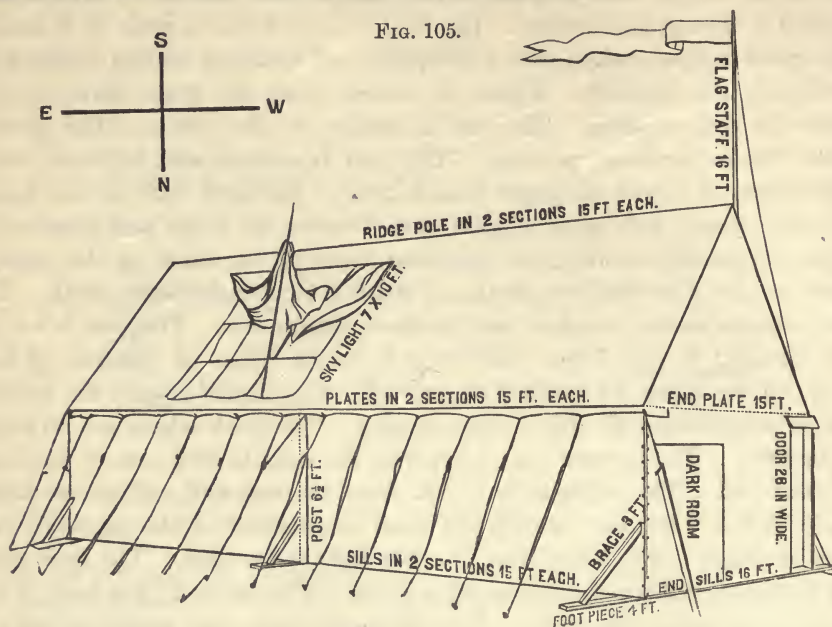 FIG. 105.
S
E W
N
FLAG STAFF. 16 FT
RIDGE POLE IN 2 SECTIONS 15 FT EACH.
SKY LIGHT 7 X 10 FT.
PLATES IN 2 SECTIONS 15 FT. EACH.
END PLATE 15 FT.
POST 6½ FT.
BRACE 3 FT.
DARK ROOM
DOOR 28 IN WIDE.
SILLS IN 2 SECTIONS 15 FT EACH.
END SILLS 16 FT.
FOOT PIECE 4 FT.